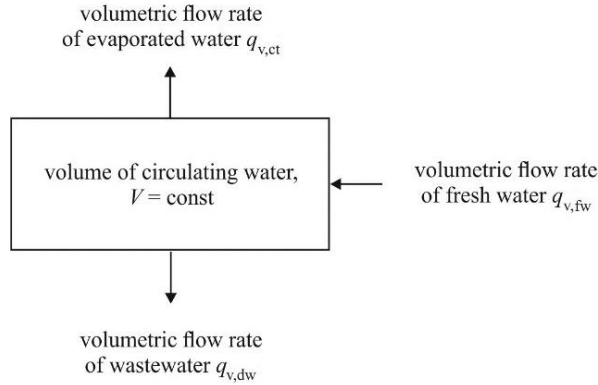 volumetric flow rate
of evaporated water q_v,ct
volume of circulating water,
V = const
volumetric flow rate
of fresh water q_v,fw
volumetric flow rate
of wastewater q_v,dw